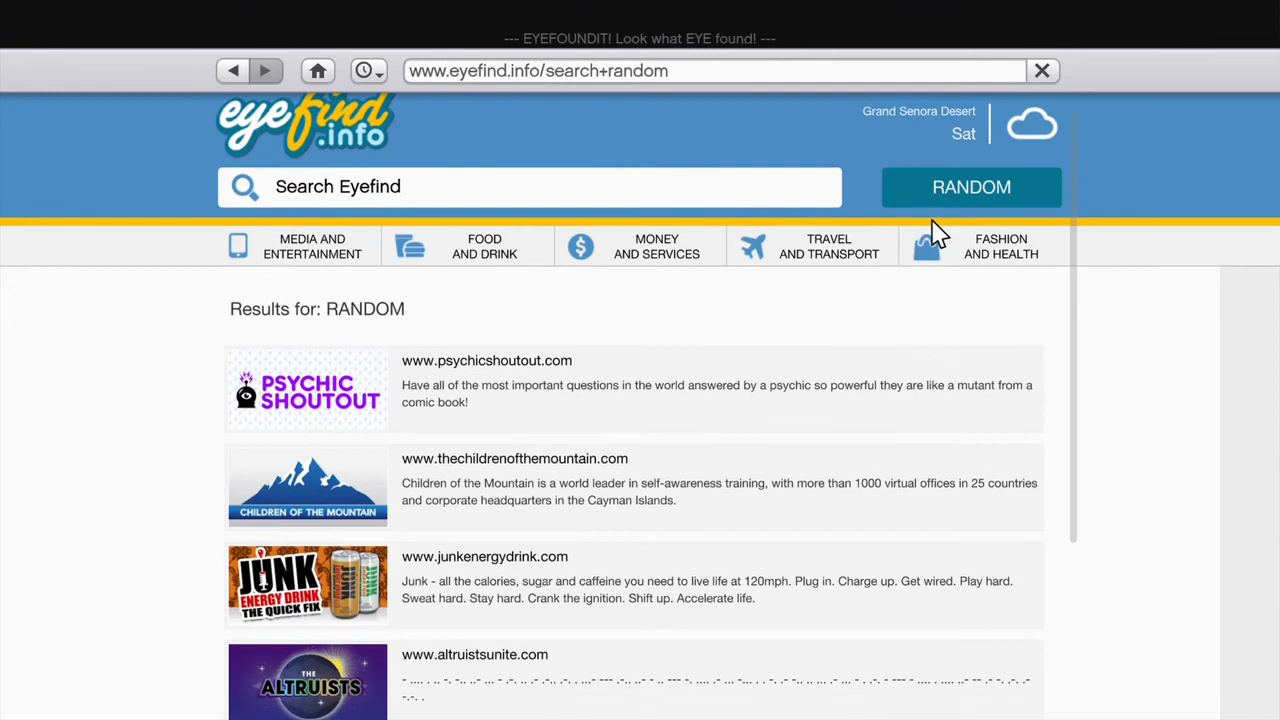 --- EYEFOUNDIT! Look what EYE found! ---
www.eyefind.info/search+random
eyefind
.info
Grand Senora Desert
Sat
Search Eyefind
RANDOM
MEDIA AND
ENTERTAINMENT
FOOD
AND DRINK
MONEY
AND SERVICES
TRAVEL
AND TRANSPORT
FASHION
AND HEALTH
Results for: RANDOM
PSYCHIC
SHOUTOUT
www.psychicshoutout.com
Have all of the most important questions in the world answered by a psychic so powerful they are like a mutant from a
comic book!
CHILDREN OF THE MOUNTAIN
www.thechildrenofthemountain.com
Children of the Mountain is a world leader in self-awareness training, with more than 1000 virtual offices in 25 countries
and corporate headquarters in the Cayman Islands.
JUNK
ENERGY DRINK
THE QUICK FIX
www.junkenergydrink.com
Junk - all the calories, sugar and caffeine you need to live life at 120mph. Plug in. Charge up. Get wired. Play hard.
Sweat hard. Stay hard. Crank the ignition. Shift up. Accelerate life.
THE
ALTRUISTS
www.altruistsunite.com